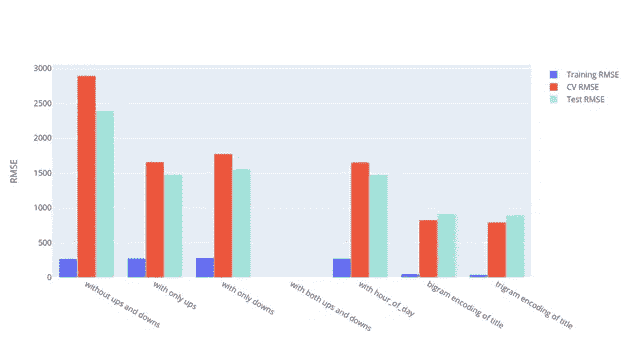 3000
2500
2000
1500
1000
500
0
RMSE
Training RMSE
CV RMSE
Test RMSE
without ups and downs
with only ups
with only downs
with both ups and downs
with hour_of_day
bigram encoding of title
trigram encoding of title